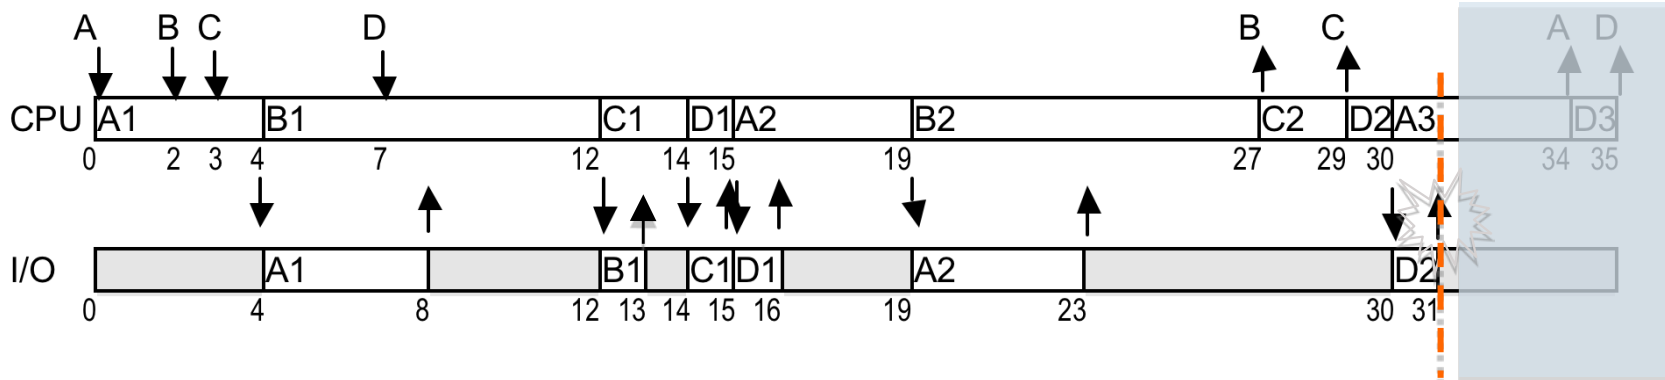 A B C D B C A D
CPU A1 B1 C1 D1 A2 B2 C2 D2 A3 D3
0 2 3 4 7 12 14 15 19 27 29 30 34 35
I/O A1 B1 C1 D1 A2 D2
0 4 8 12 13 14 15 16 19 23 30 31